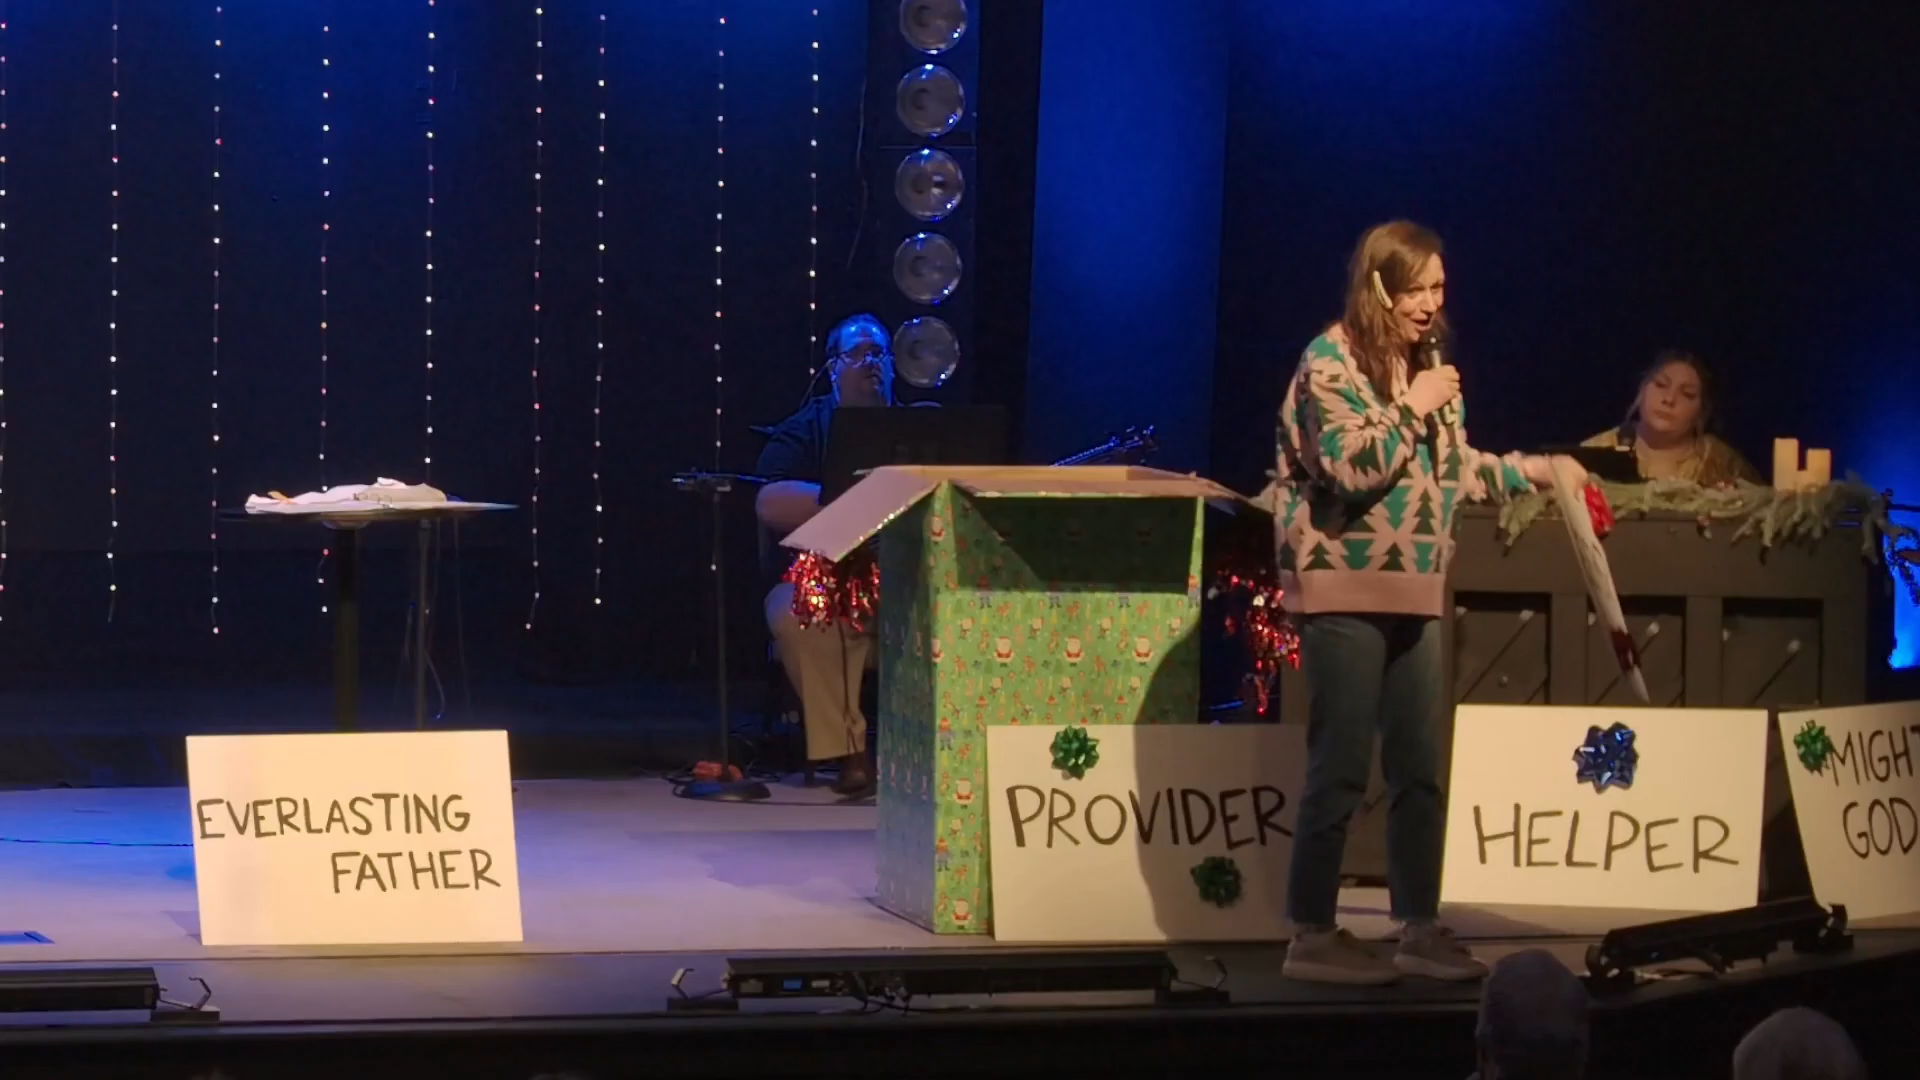 EVERLASTING
FATHER
PROVIDER
HELPER
MIGHT
GOD